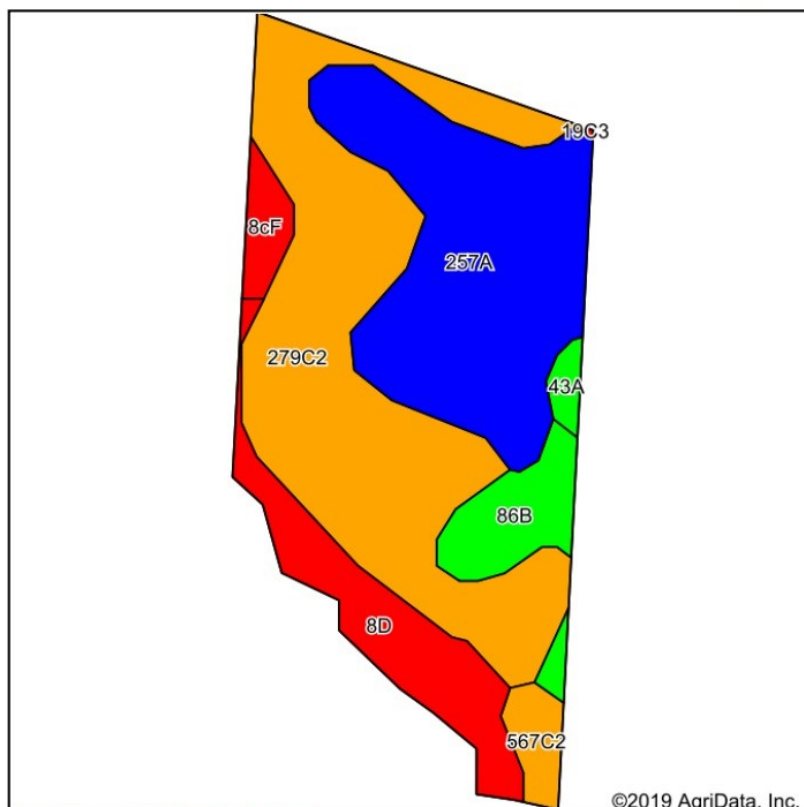 19C3
8cF
257A
279C2
43A
86B
8D
567C2
©2019 AgriData, Inc.